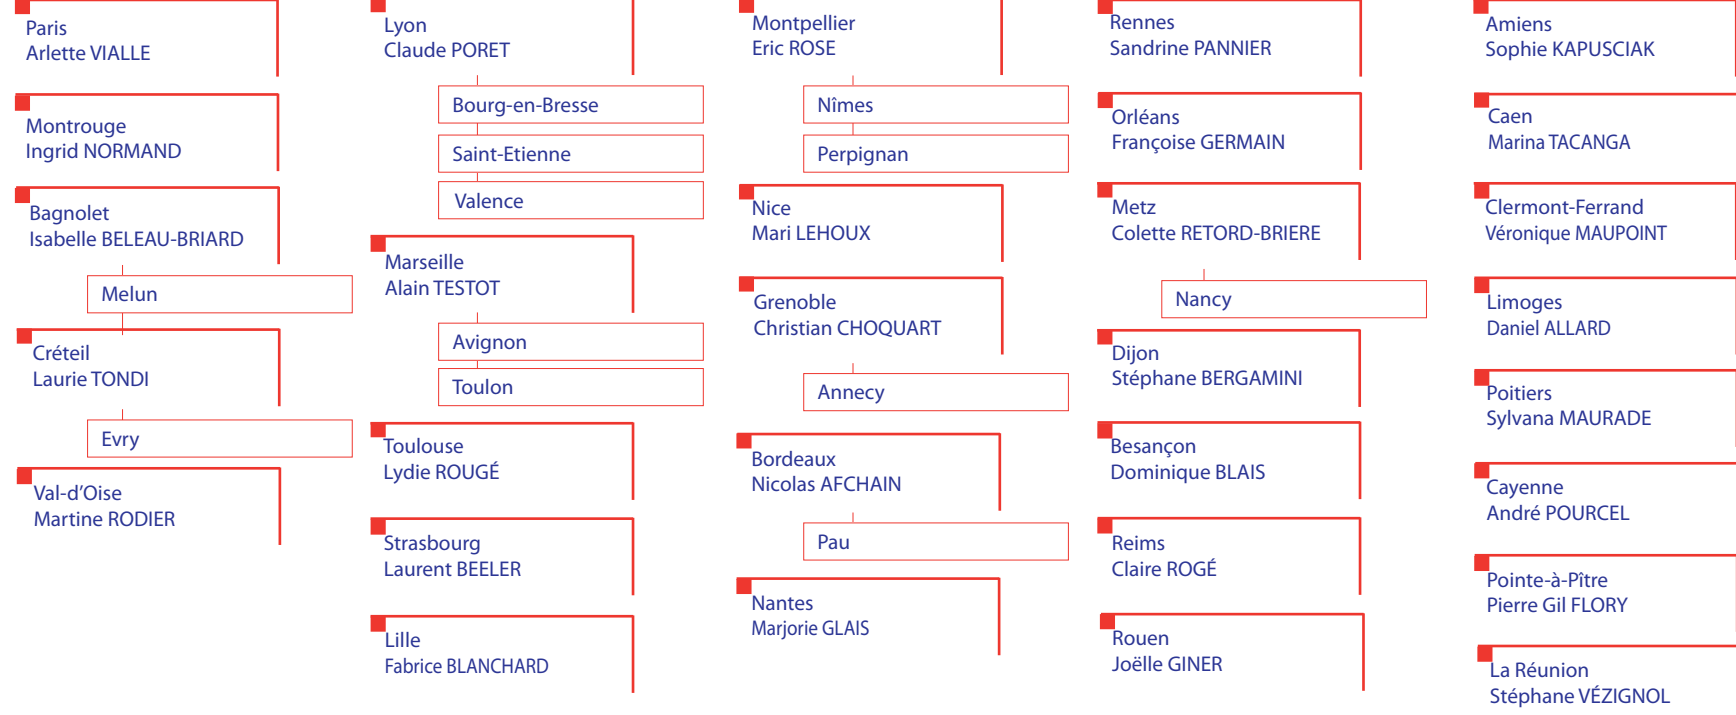 Paris
Arlette VIALLE
Montrouge
Ingrid NORMAND
Bagnolet
Isabelle BELEAU-BRIARD
Melun
Créteil
Laurie TONDI
Evry
Val-d’Oise
Martine RODIER
Lyon
Claude PORET
Bourg-en-Bresse
Saint-Etienne
Valence
Marseille
Alain TESTOT
Avignon
Toulon
Toulouse
Lydie ROUGÉ
Strasbourg
Laurent BEELER
Lille
Fabrice BLANCHARD
Montpellier
Eric ROSE
Nîmes
Perpignan
Nice
Mari LEHOUX
Grenoble
Christian CHOQUART
Annecy
Bordeaux
Nicolas AFCHAIN
Pau
Nantes
Marjorie GLAIS
Rennes
Sandrine PANNIER
Orléans
Françoise GERMAIN
Metz
Colette RETORD-BRIERE
Nancy
Dijon
Stéphane BERGAMINI
Besançon
Dominique BLAIS
Reims
Claire ROGÉ
Rouen
Joëlle GINER
Amiens
Sophie KAPUSCIAK
Caen
Marina TACANGA
Clermont-Ferrand
Véronique MAUPOINT
Limoges
Daniel ALLARD
Poitiers
Sylvana MAURADE
Cayenne
André POURCEL
Pointe-à-Pître
Pierre Gil FLORY
La Réunion
Stéphane VÉZIGNOL